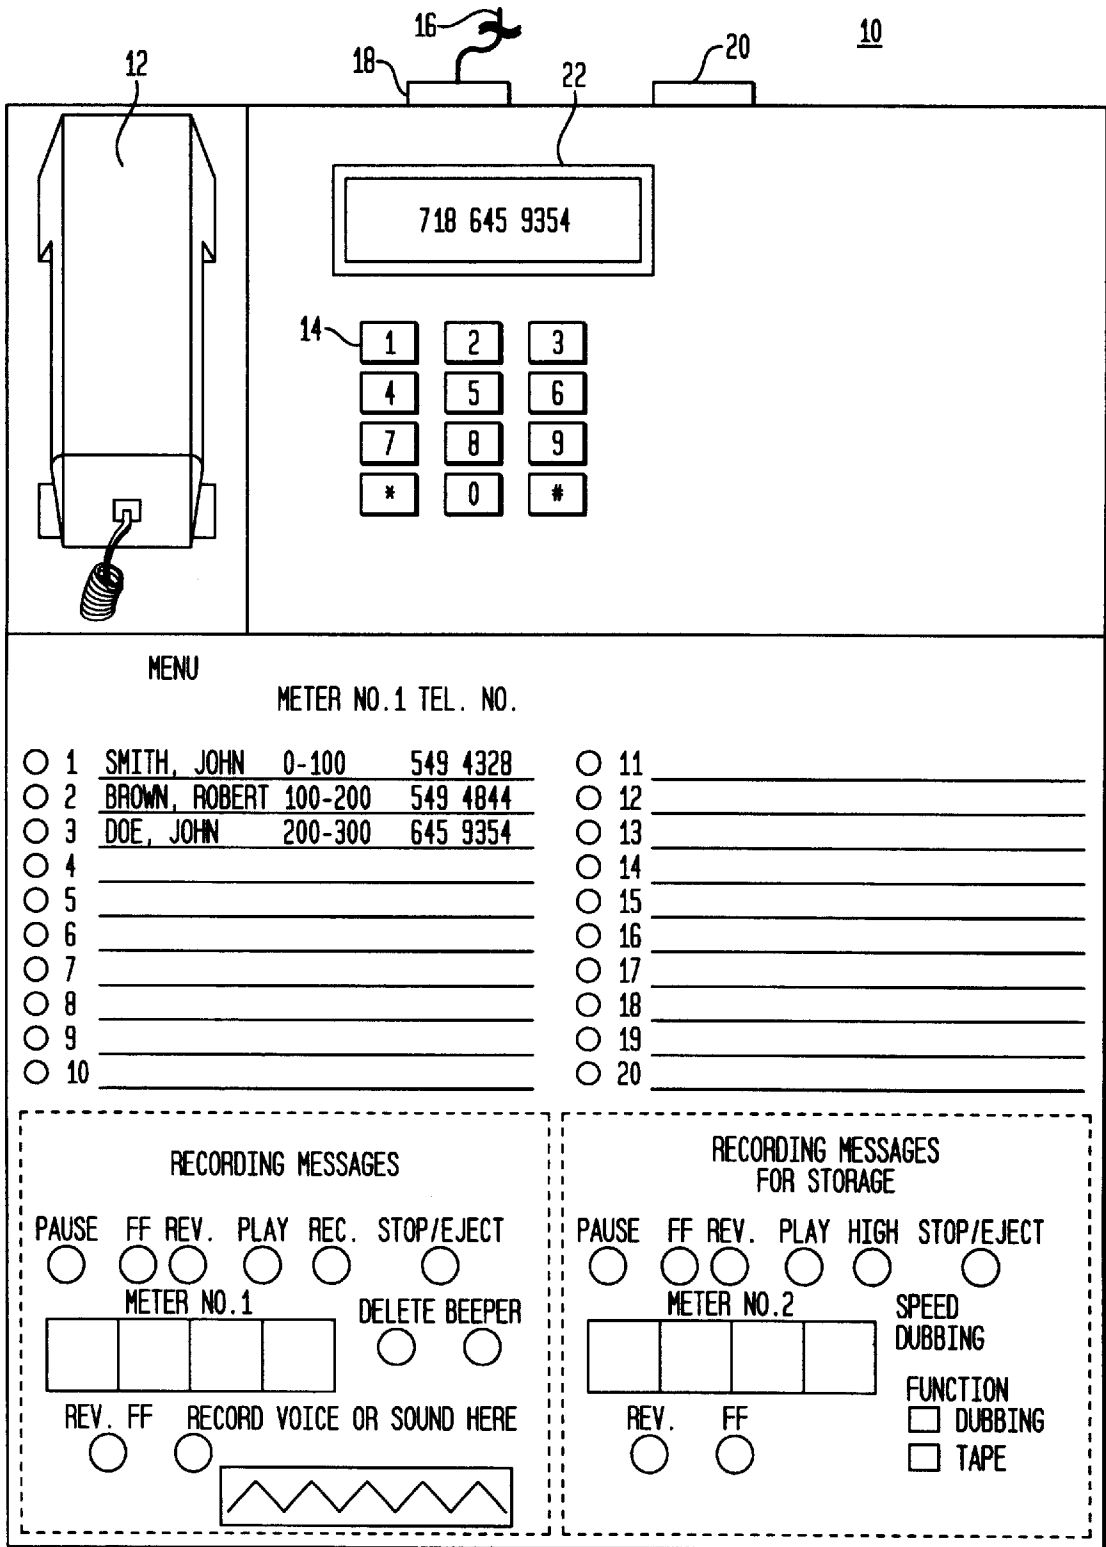 16
10
12
18
20
22
718 645 9354
14
1 2 3
4 5 6
7 8 9
* 0 #
MENU
METER NO.1 TEL. NO.
1 SMITH, JOHN 0-100 549 4328
2 BROWN, ROBERT 100-200 549 4844
3 DOE, JOHN 200-300 645 9354
4
5
6
7
8
9
10
11
12
13
14
15
16
17
18
19
20
RECORDING MESSAGES
PAUSE FF REV. PLAY REC. STOP/EJECT
METER NO.1
DELETE BEEPER
REV. FF RECORD VOICE OR SOUND HERE
RECORDING MESSAGES
FOR STORAGE
PAUSE FF REV. PLAY HIGH STOP/EJECT
METER NO.2
SPEED
DUBBING
FUNCTION
REV. FF
DUBBING
TAPE